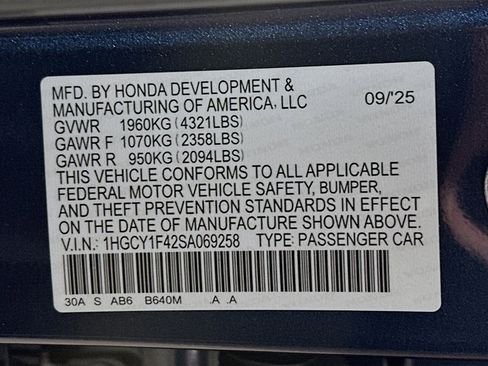 MFD. BY HONDA DEVELOPMENT &
MANUFACTURING OF AMERICA, LLC 09/25
GVWR 1960KG (4321LBS)
GAWR F 1070KG (2358LBS)
GAWR R 950KG (2094LBS)
THIS VEHICLE CONFORMS TO ALL APPLICABLE
FEDERAL MOTOR VEHICLE SAFETY, BUMPER,
AND THEFT PREVENTION STANDARDS IN EFFECT
ON THE DATE OF MANUFACTURE SHOWN ABOVE.
V.I.N.: 1HGCY1F42SA069258 TYPE: PASSENGER CAR
30A S AB6 B640M .A .A